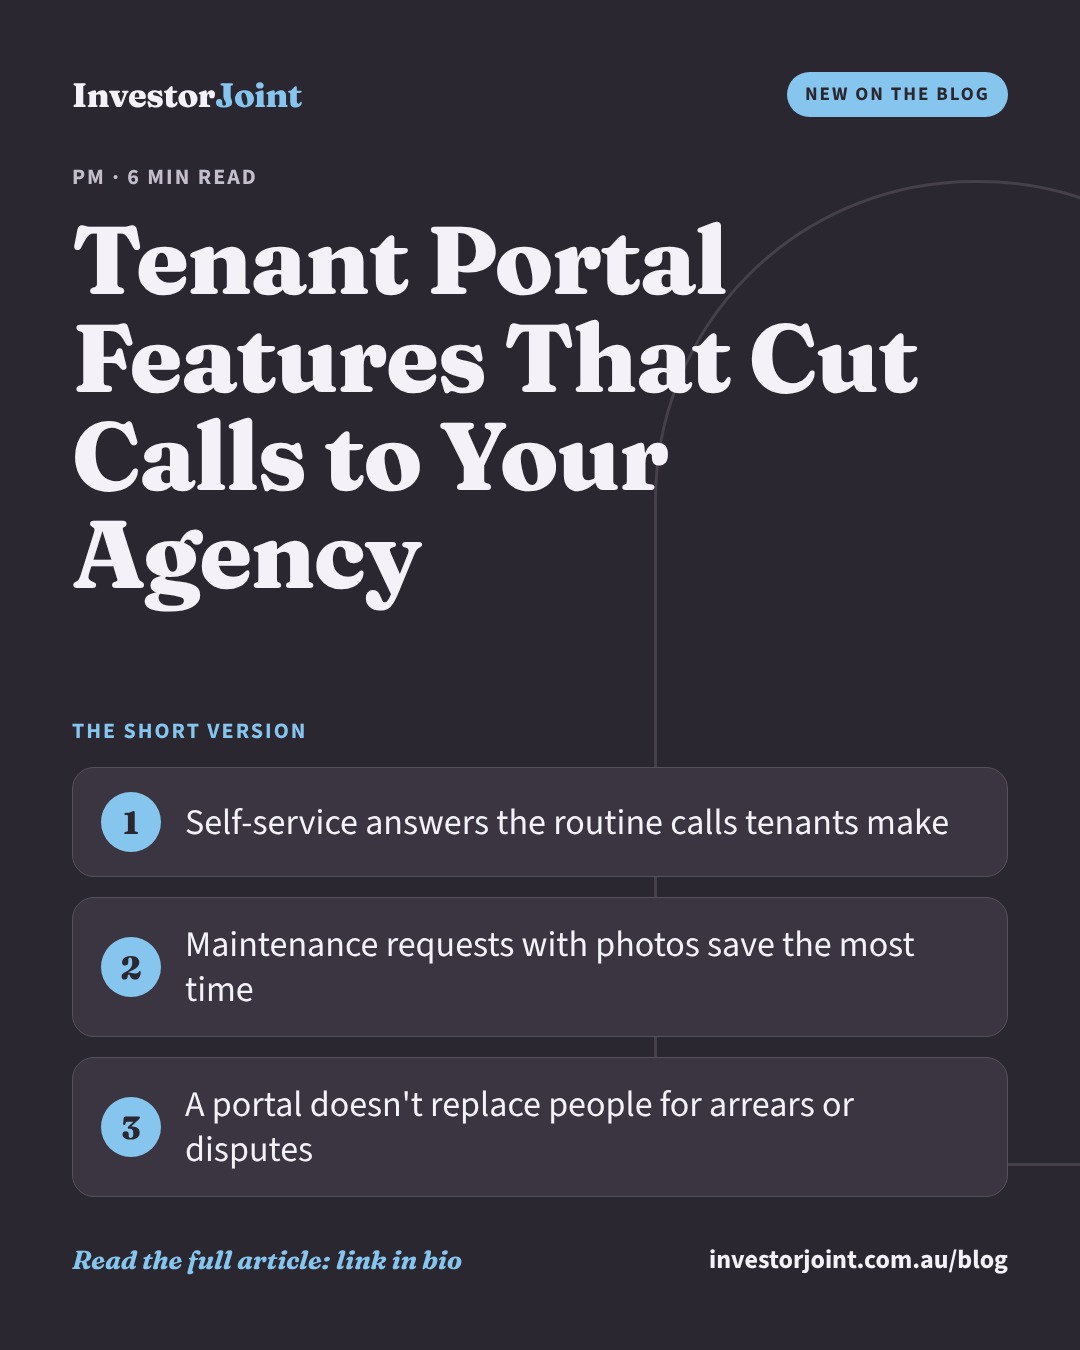 InvestorJoint
NEW ON THE BLOG
PM · 6 MIN READ
Tenant Portal
Features That Cut
Calls to Your
Agency
THE SHORT VERSION
1 Self-service answers the routine calls tenants make
2 Maintenance requests with photos save the most
time
3 A portal doesn't replace people for arrears or
disputes
Read the full article: link in bio
investorjoint.com.au/blog